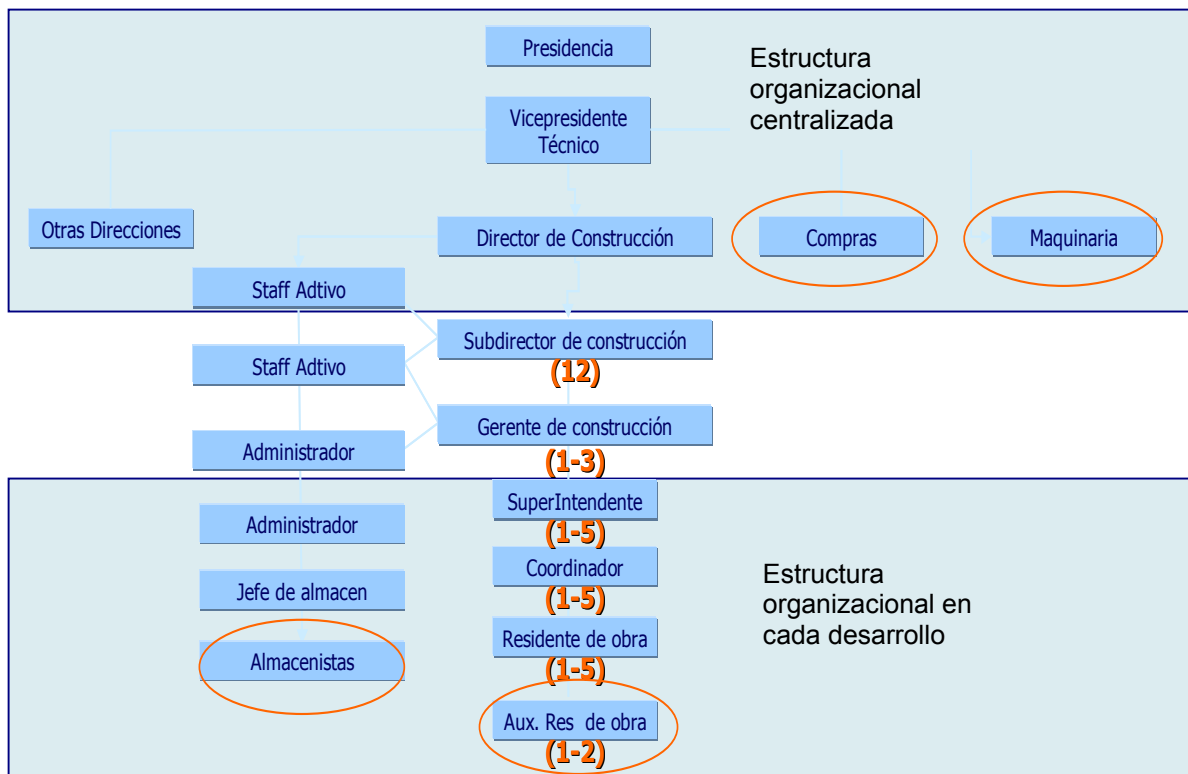 Presidencia
Estructura
organizacional
centralizada
Vicepresidente
Técnico
Otras Direcciones
Director de Construcción
Compras
Maquinaria
Staff Adtivo
Subdirector de construcción
(12)
Staff Adtivo
Gerente de construcción
(1-3)
Administrador
SuperIntendente
(1-5)
Administrador
Coordinador
(1-5)
Jefe de almacen
Estructura
organizacional en
cada desarrollo
Residente de obra
(1-5)
Almacenistas
Aux. Res de obra
(1-2)